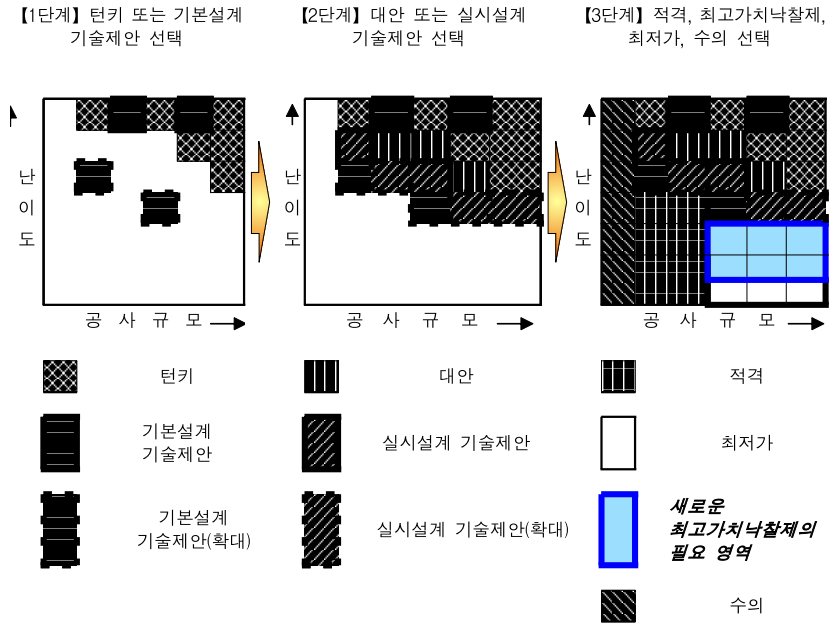 【1단계】 턴키 또는 기본설계
기술제안 선택
【2단계】 대안 또는 실시설계
기술제안 선택
【3단계】 적격, 최고가치낙찰제,
최저가, 수의 선택
난
이
도
난
이
도
난
이
도
공 사 규 모
공 사 규 모
공 사 규 모
턴키
대안
적격
기본설계
기술제안
실시설계 기술제안
최저가
기본설계
기술제안(확대)
실시설계 기술제안(확대)
새로운
최고가치낙찰제의
필요 영역
수의